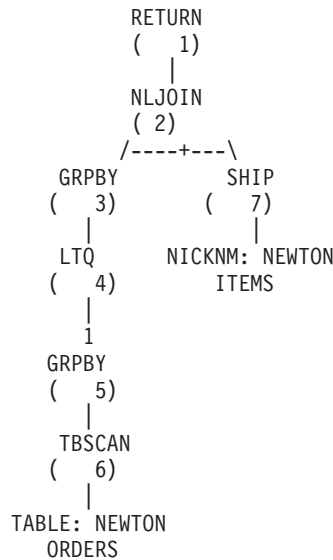 RETURN
( 1)
|
NLJOIN
( 2)
/----+---\
GRPBY SHIP
( 3) ( 7)
| |
LTQ NICKNM: NEWTON
( 4) ITEMS
|
1
GRPBY
( 5)
|
TBSCAN
( 6)
|
TABLE: NEWTON
ORDERS